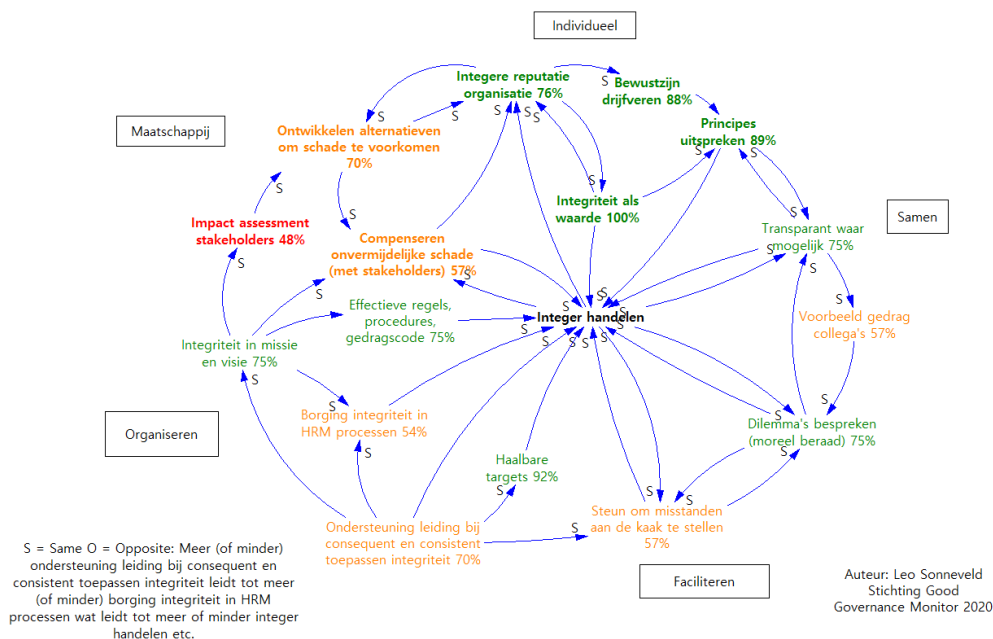 Individueel
Integere reputatie
organisatie 76%
S
Bewustzijn
drijfveren 88%
S
S
S
S
S
Maatschappij
Ontwikkelen alternatieven
om schade te voorkomen
70%
Principes
uitspreken 89%
S
S
Impact assessment
stakeholders 48%
S
Integriteit als
waarde 100%
S
S
Samen
Transparant waar
mogelijk 75%
Compenseren
onvermijdelijke schade
(met stakeholders) 57%
S
S
S
S
S
S
S
Effectieve regels,
procedures,
gedragscode 75%
Integer handelen
S
S
S
S
S
Voorbeeld gedrag
collega's 57%
Integriteit in missie
en visie 75%
S
S
S
S
S
S
S
S
S
Organiseren
Borging integriteit in
HRM processen 54%
Dilemma's bespreken
(moreel beraad) 75%
S
S
Haalbare
targets 92%
S
S
S
Ondersteuning leiding bij
consequent en consistent
toepassen integriteit 70%
S
Steun om misstanden
aan de kaak te stellen
57%
S = Same O = Opposite: Meer (of minder)
ondersteuning leiding bij consequent en
consistent toepassen integriteit leidt tot meer
(of minder) borging integriteit in HRM
processen wat leidt tot meer of minder integer
handelen etc.
Faciliteren
Auteur: Leo Sonneveld
Stichting Good
Governance Monitor 2020